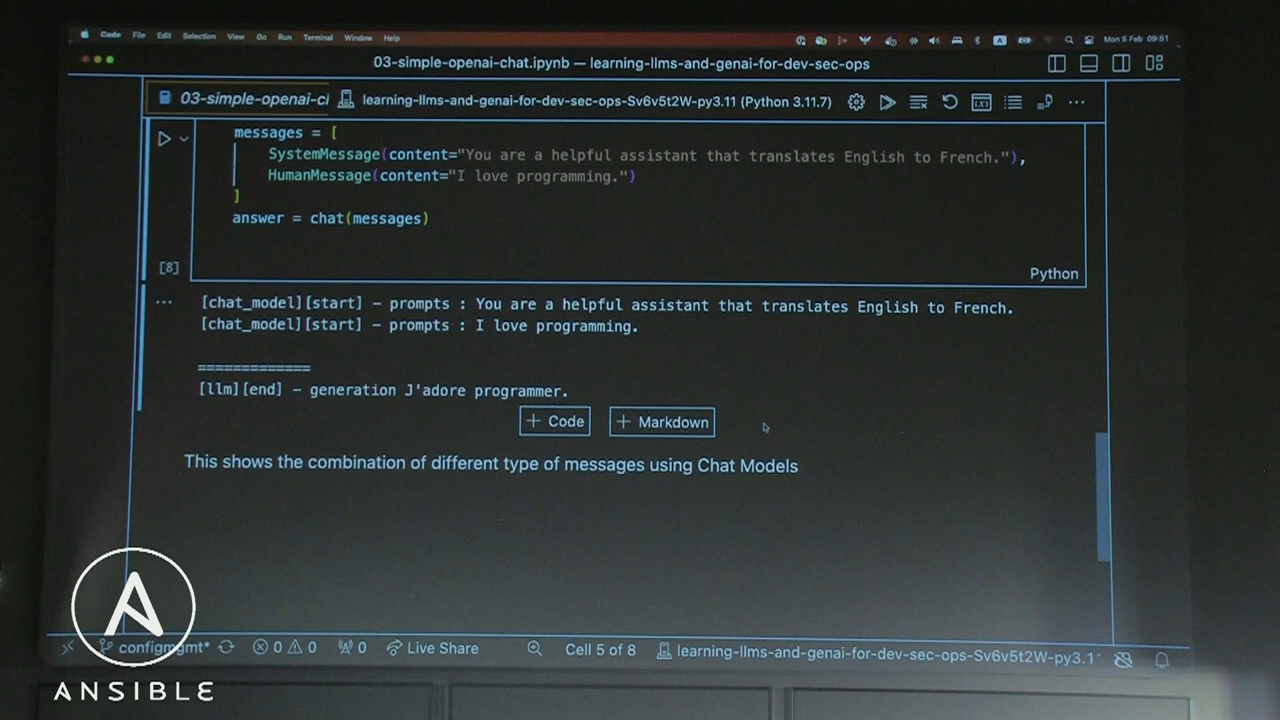 Code File Edit Selection View Go Run Terminal Window Help
Mon 5 Feb 09:51
03-simple-openai-chat.ipynb — learning-llms-and-genai-for-dev-sec-ops
03-simple-openai-cl
learning-llms-and-genai-for-dev-sec-ops-Sv6v5t2W-py3.11 (Python 3.11.7)
messages = [
SystemMessage(content="You are a helpful assistant that translates English to French."),
HumanMessage(content="I love programming.")
]
answer = chat(messages)
[8]
Python
[chat_model][start] - prompts : You are a helpful assistant that translates English to French.
[chat_model][start] - prompts : I love programming.
=============
[llm][end] - generation J'adore programmer.
+ Code + Markdown
This shows the combination of different type of messages using Chat Models
configmgmt* 0 0 0 Live Share Cell 5 of 8 learning-llms-and-genai-for-dev-sec-ops-Sv6v5t2W-py3.1
ANSIBLE